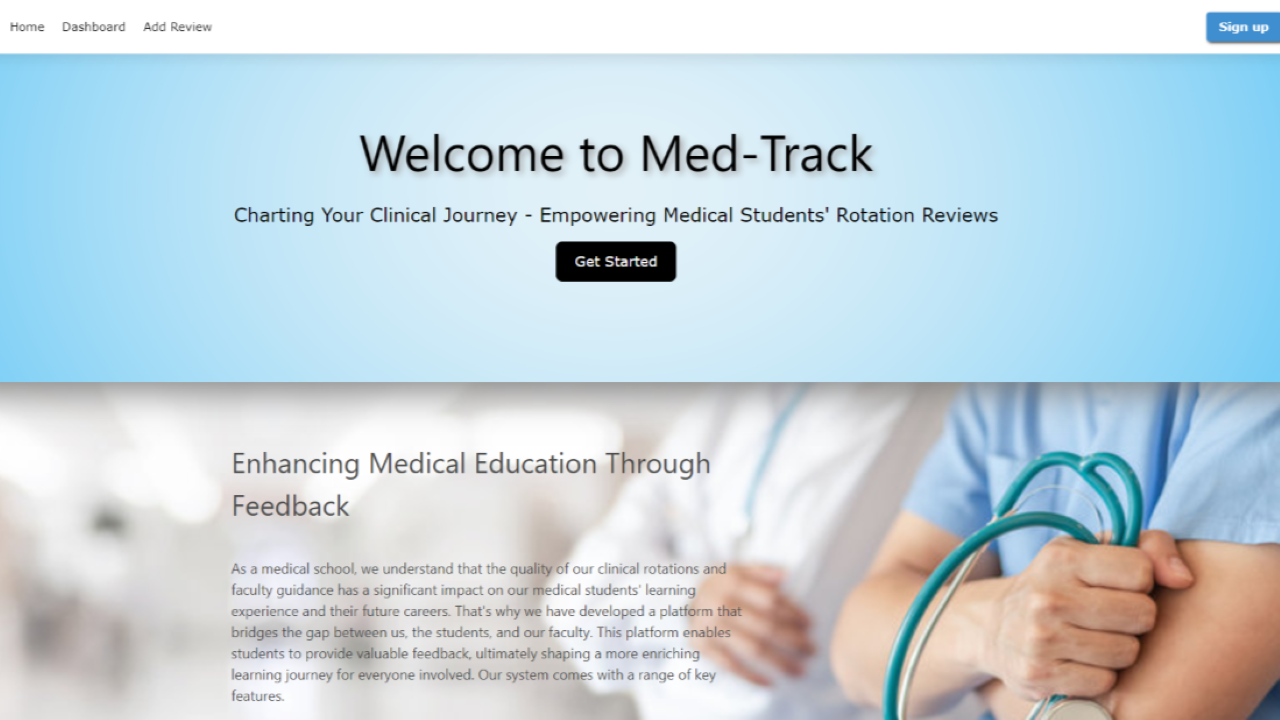 Home Dashboard Add Review Sign up
Welcome to Med-Track
Charting Your Clinical Journey - Empowering Medical Students' Rotation Reviews
Get Started
Enhancing Medical Education Through
Feedback
As a medical school, we understand that the quality of our clinical rotations and
faculty guidance has a significant impact on our medical students' learning
experience and their future careers. That's why we have developed a platform that
bridges the gap between us, the students, and our faculty. This platform enables
students to provide valuable feedback, ultimately shaping a more enriching
learning journey for everyone involved. Our system comes with a range of key
features.